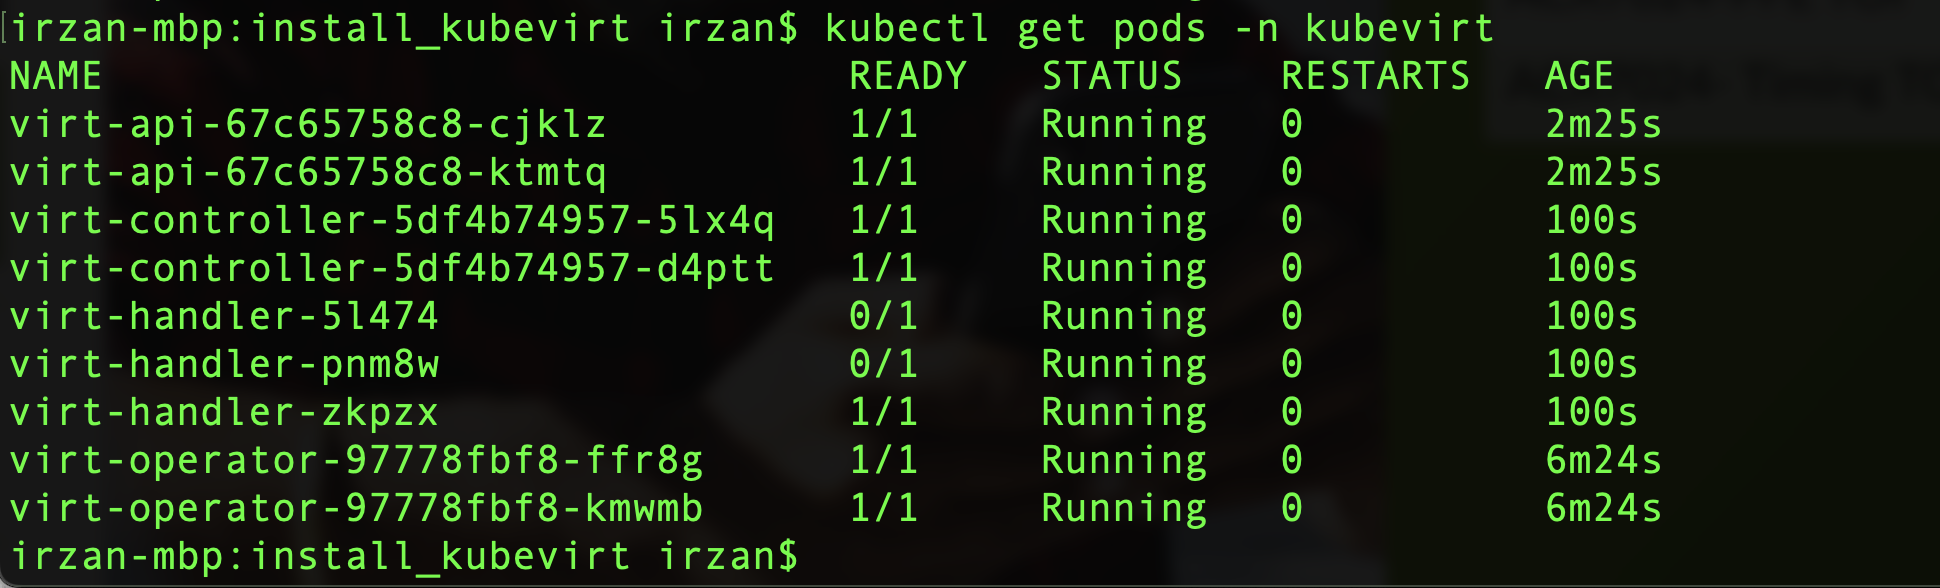 irzan-mbp:install_kubevirt irzan$ kubectl get pods -n kubevirt
NAME READY STATUS RESTARTS AGE
virt-api-67c65758c8-cjklz 1/1 Running 0 2m25s
virt-api-67c65758c8-ktmtq 1/1 Running 0 2m25s
virt-controller-5df4b74957-5lx4q 1/1 Running 0 100s
virt-controller-5df4b74957-d4ptt 1/1 Running 0 100s
virt-handler-5l474 0/1 Running 0 100s
virt-handler-pnm8w 0/1 Running 0 100s
virt-handler-zkpzx 1/1 Running 0 100s
virt-operator-97778fbf8-ffr8g 1/1 Running 0 6m24s
virt-operator-97778fbf8-kmwmb 1/1 Running 0 6m24s
irzan-mbp:install_kubevirt irzan$